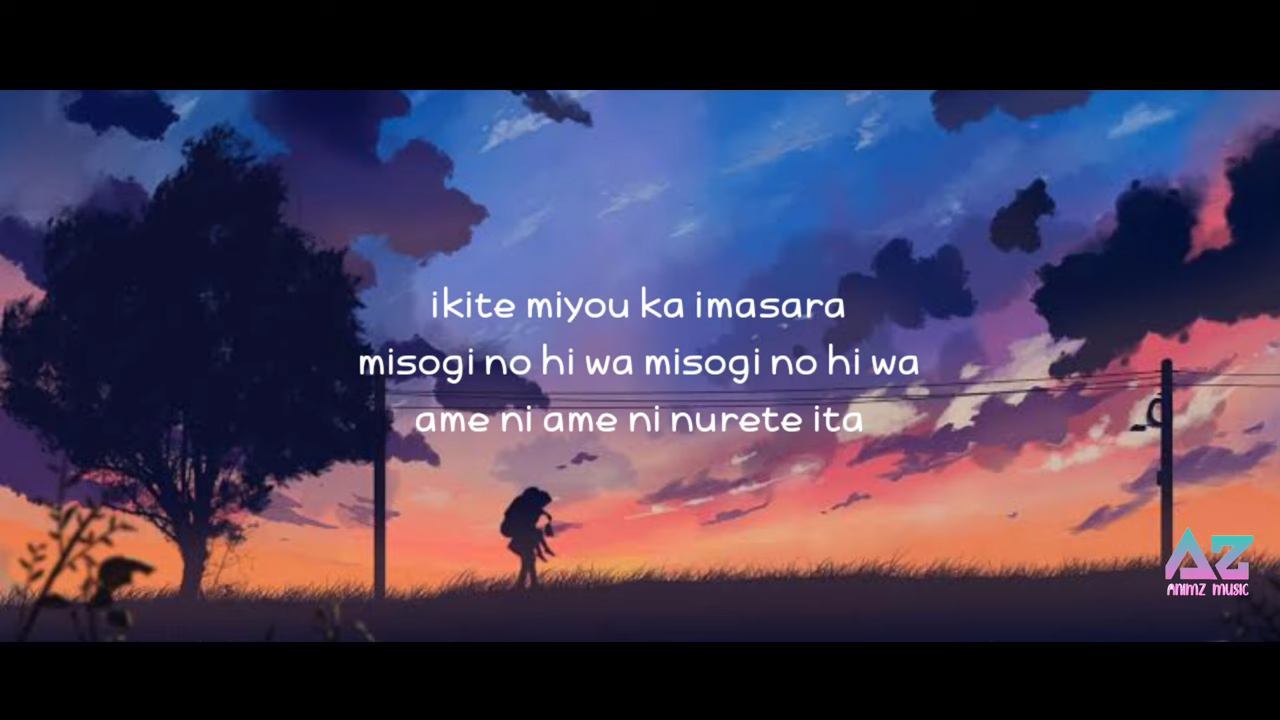 ikite miyou ka imasara
misogi no hi wa misogi no hi wa
ame ni ame ni nurete ita
AZ
ANIMZ MUSIC